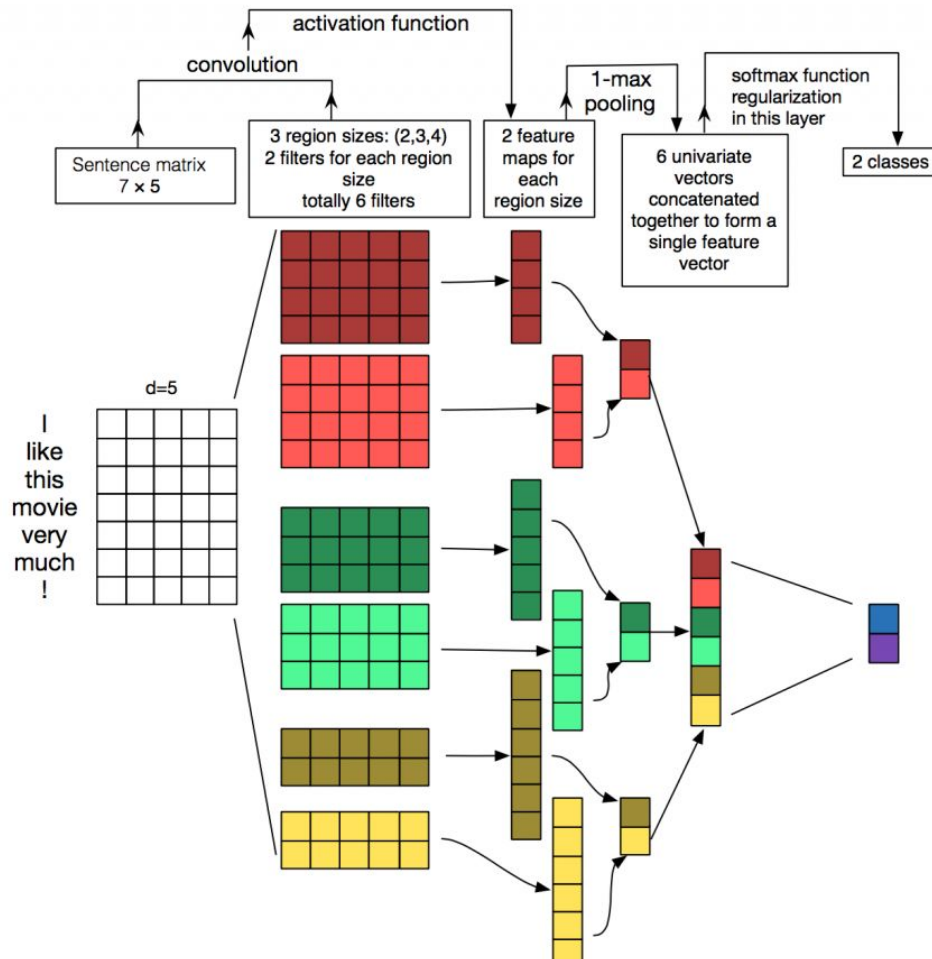 activation function
convolution
1-max
pooling
softmax function
regularization
in this layer
Sentence matrix
7 × 5
3 region sizes: (2,3,4)
2 filters for each region
size
totally 6 filters
2 feature
maps for
each
region size
6 univariate
vectors
concatenated
together to form a
single feature
vector
2 classes
d=5
I
like
this
movie
very
much
!